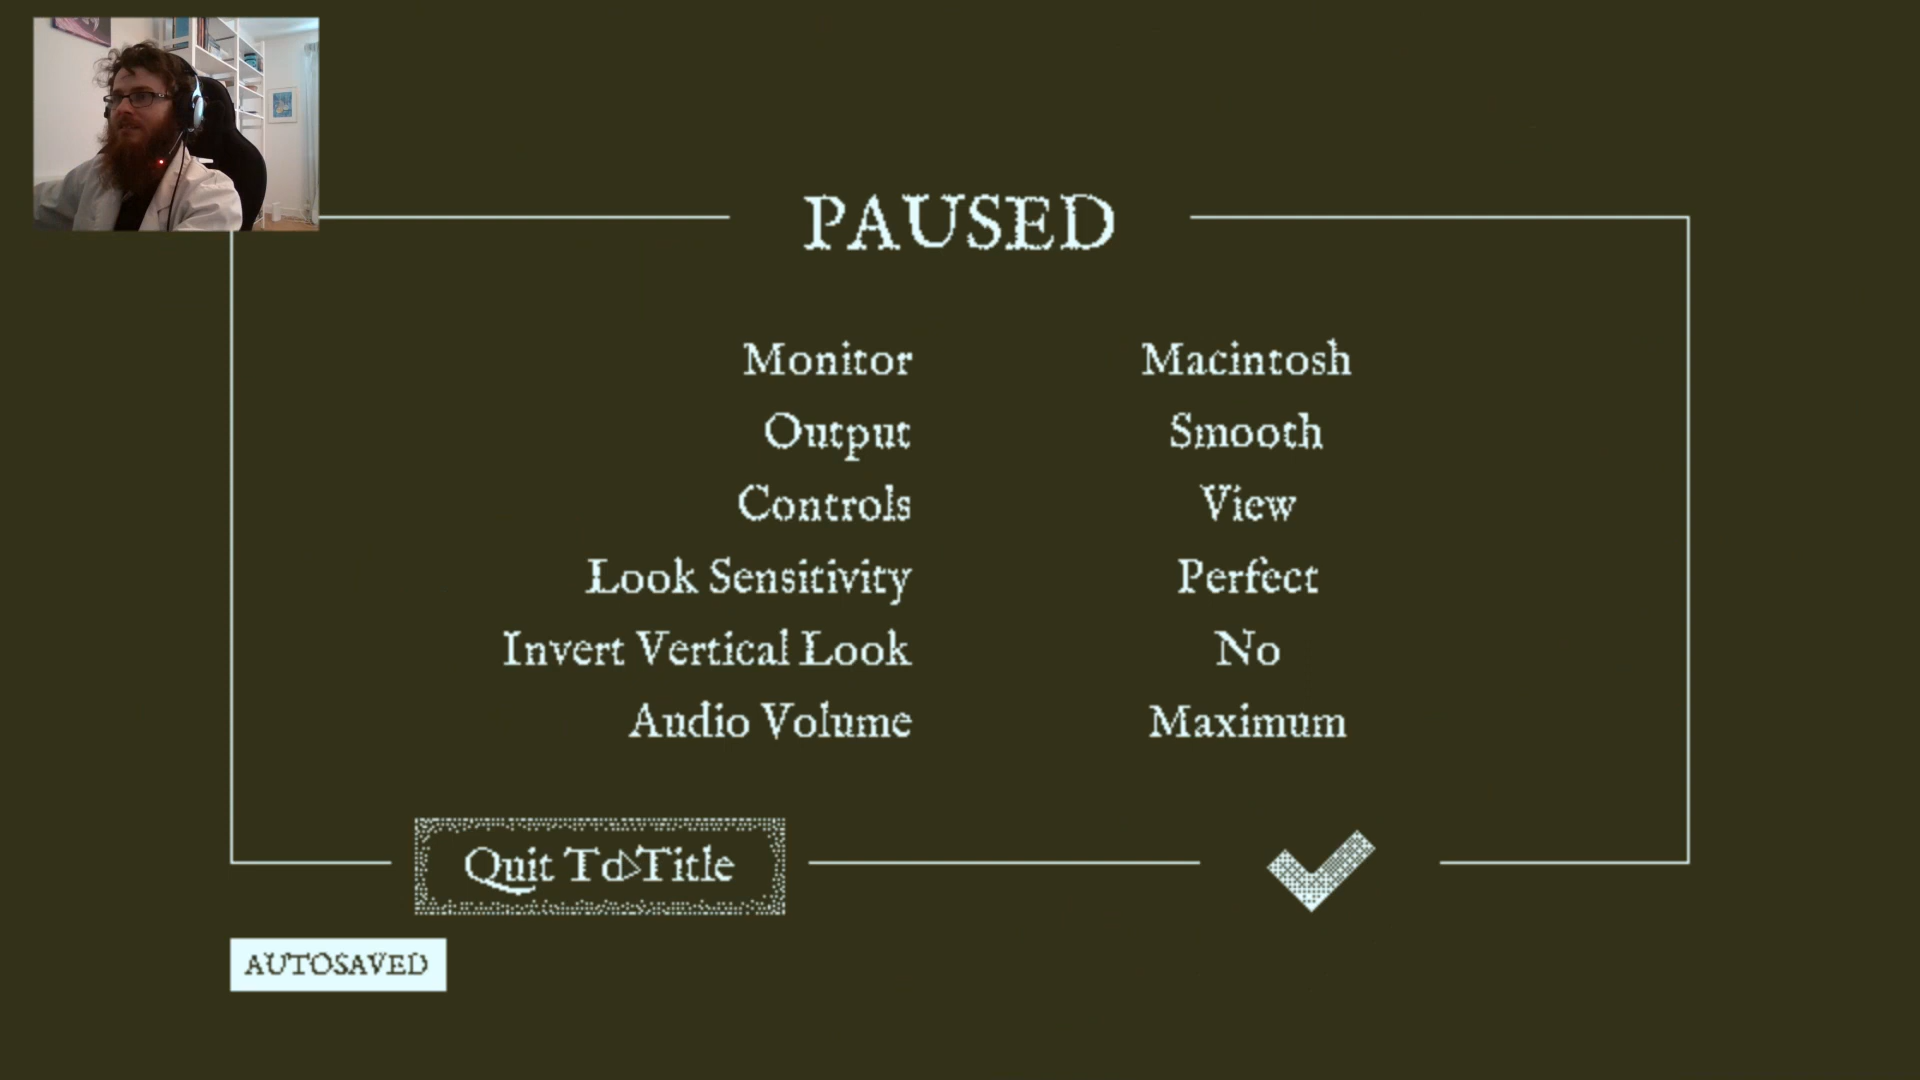 PAUSED
Monitor Macintosh
Output Smooth
Controls View
Look Sensitivity Perfect
Invert Vertical Look No
Audio Volume Maximum
Quit To Title
AUTOSAVED